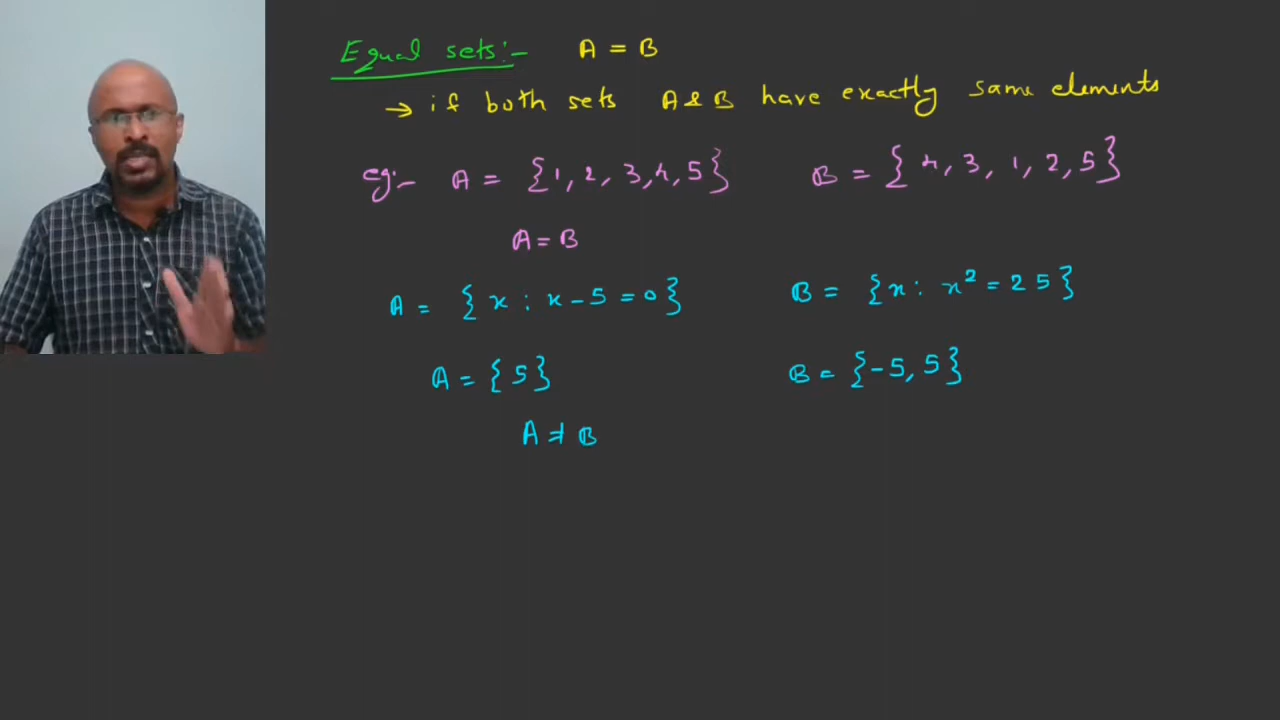 Equal sets:- A = B
→ if both sets A & B have exactly same elements
eg:- A = {1, 2, 3, 4, 5} B = {4, 3, 1, 2, 5}
A = B
A = {x : x - 5 = 0} B = {x : x² = 25}
A = {5} B = {-5, 5}
A ≠ B